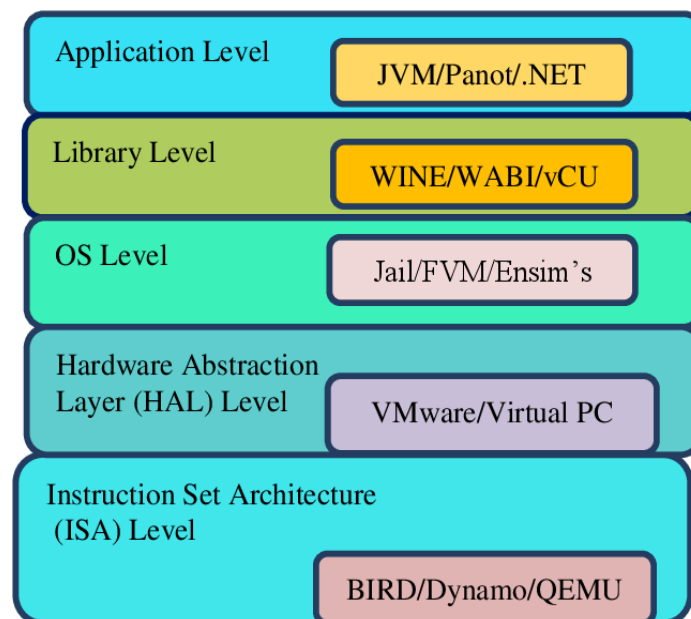 Application Level
JVM/Panot/.NET
Library Level
WINE/WABI/vCU
OS Level
Jail/FVM/Ensim’s
Hardware Abstraction
Layer (HAL) Level
VMware/Virtual PC
Instruction Set Architecture
(ISA) Level
BIRD/Dynamo/QEMU